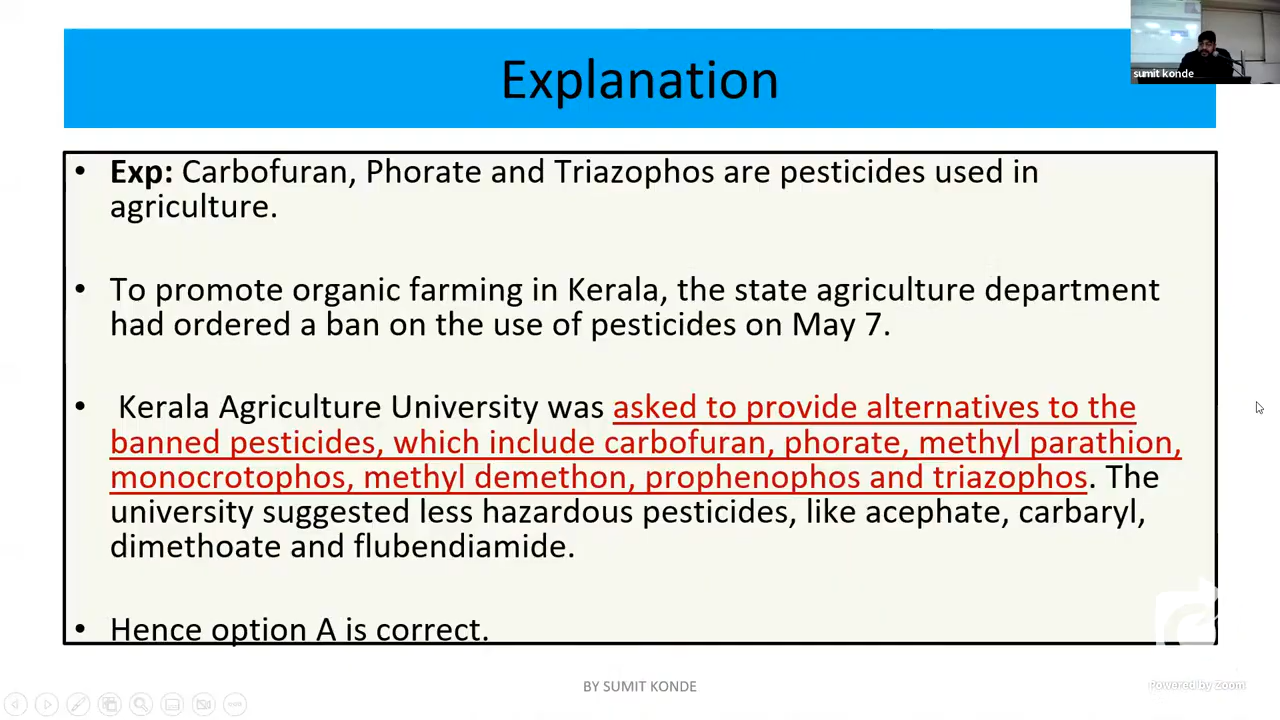 sumit konde
Explanation
• Exp: Carbofuran, Phorate and Triazophos are pesticides used in
agriculture.
• To promote organic farming in Kerala, the state agriculture department
had ordered a ban on the use of pesticides on May 7.
• Kerala Agriculture University was asked to provide alternatives to the
banned pesticides, which include carbofuran, phorate, methyl parathion,
monocrotophos, methyl demethon, prophenophos and triazophos. The
university suggested less hazardous pesticides, like acephate, carbaryl,
dimethoate and flubendiamide.
• Hence option A is correct.
BY SUMIT KONDE
Powered by Zoom